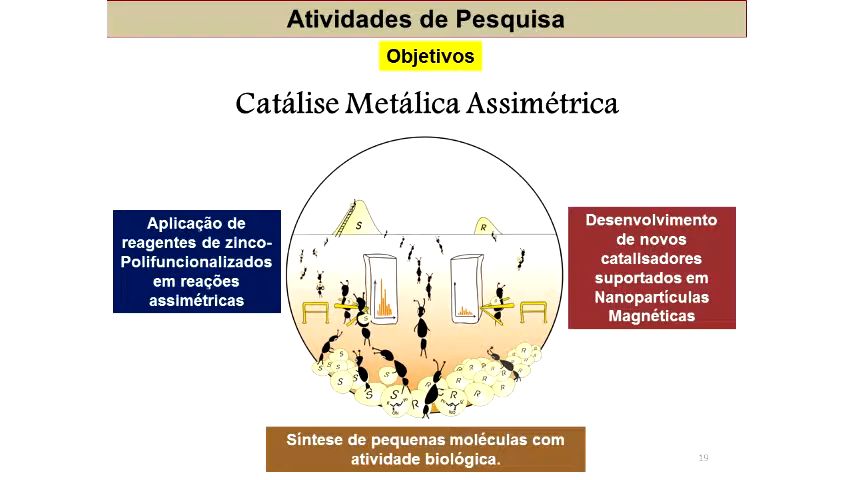 Atividades de Pesquisa
Objetivos
Catálise Metálica Assimétrica
Aplicação de
reagentes de zinco-
Polifuncionalizados
em reações
assimétricas
Desenvolvimento
de novos
catalisadores
suportados em
Nanopartículas
Magnéticas
S
R
S
S
S
S
S
S
R
R
R
R
R
R
R
Síntese de pequenas moléculas com
atividade biológica.
19